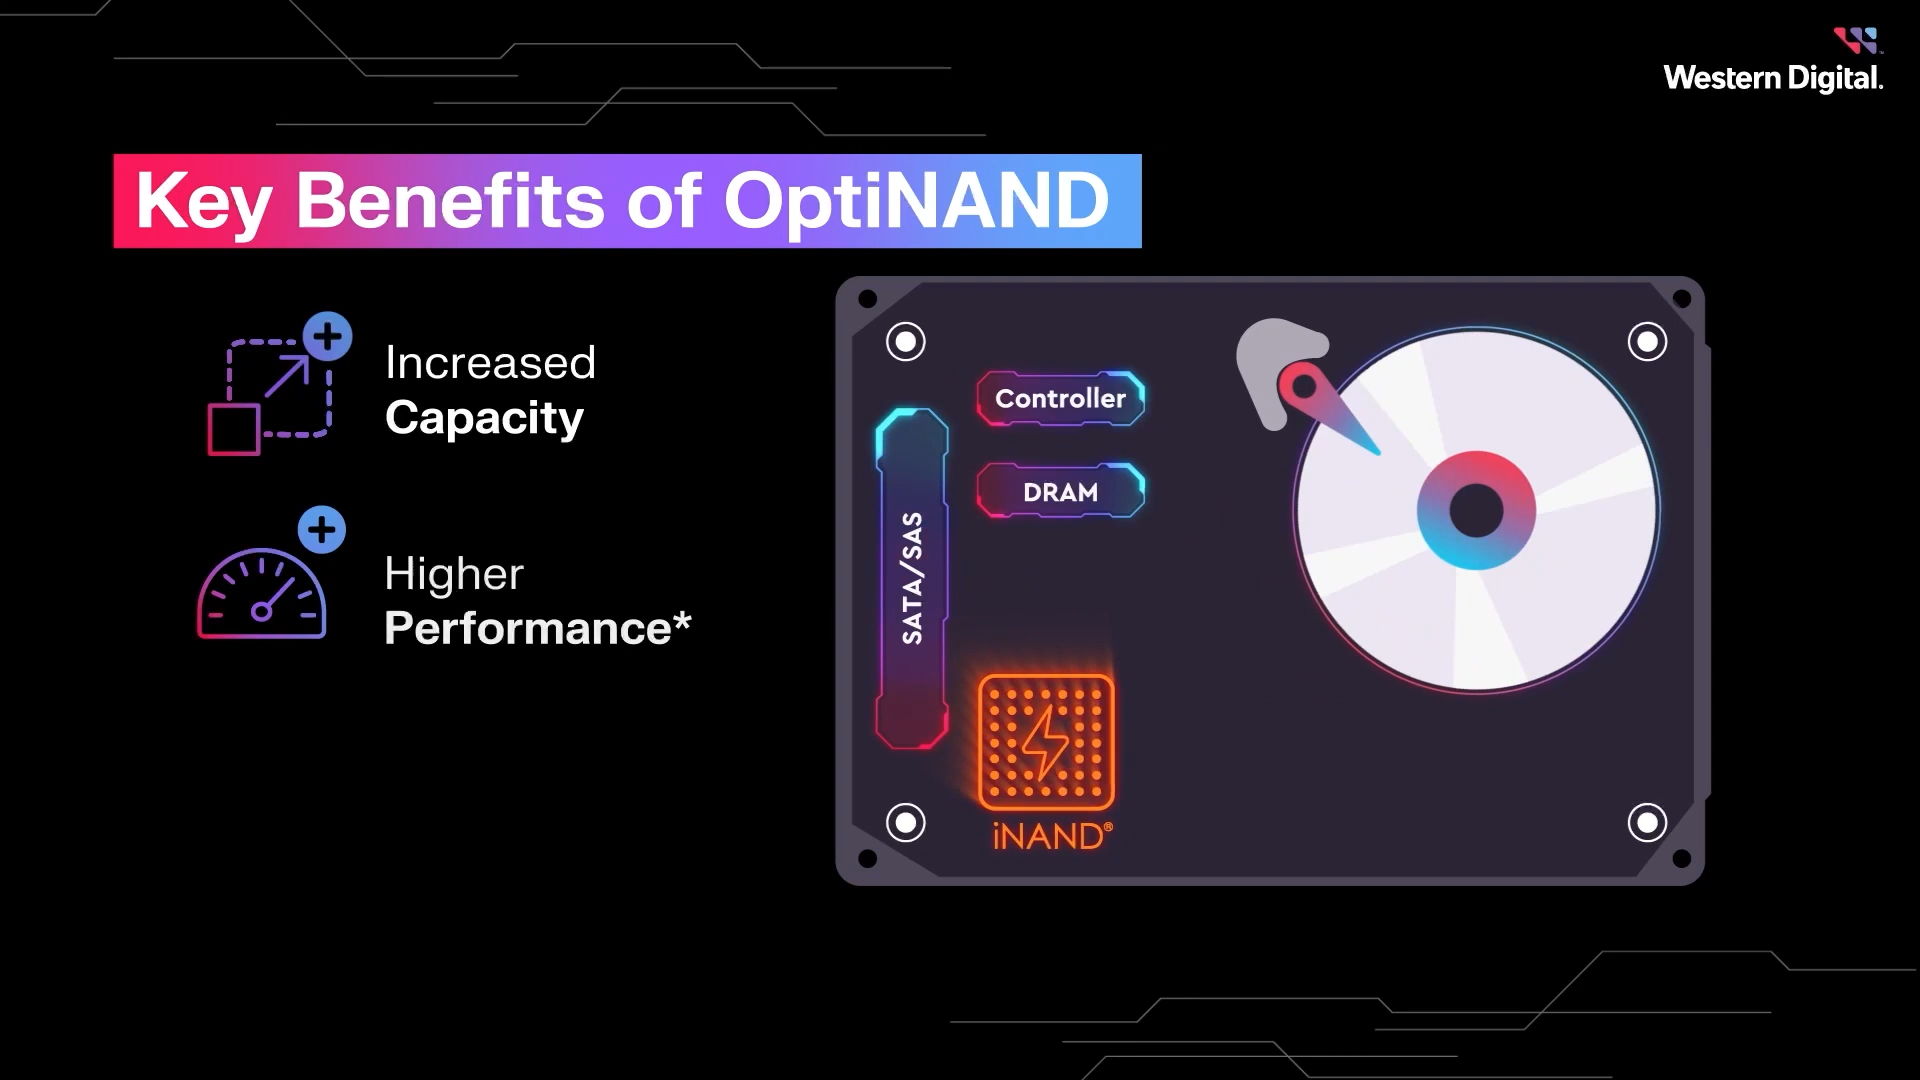 Western Digital.
Key Benefits of OptiNAND
Increased
Capacity
Higher
Performance*
Controller
DRAM
SATA/SAS
iNAND®